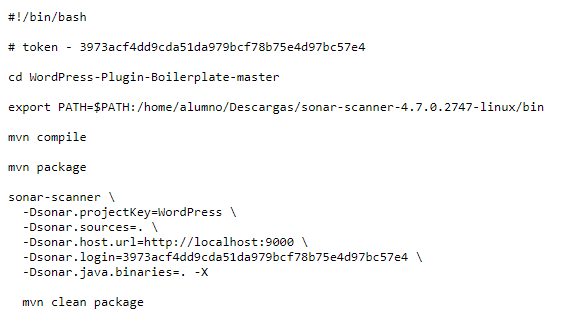 #!/bin/bash
# token - 3973acf4dd9cda51da979bcf78b75e4d97bc57e4
cd WordPress-Plugin-Boilerplate-master
export PATH=$PATH:/home/alumno/Descargas/sonar-scanner-4.7.0.2747-linux/bin
mvn compile
mvn package
sonar-scanner \
-Dsonar.projectKey=WordPress \
-Dsonar.sources=. \
-Dsonar.host.url=http://localhost:9000 \
-Dsonar.login=3973acf4dd9cda51da979bcf78b75e4d97bc57e4 \
-Dsonar.java.binaries=. -X
mvn clean package